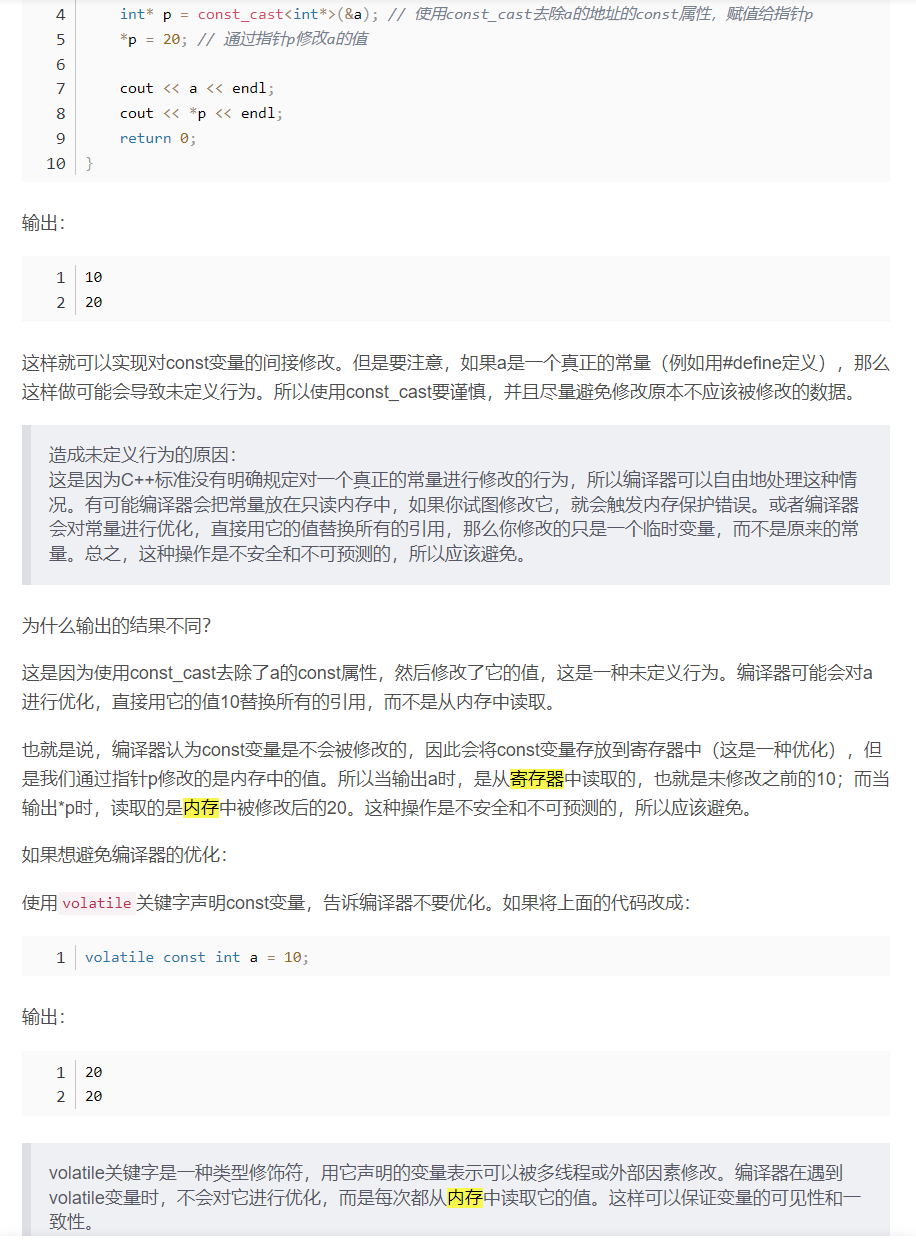 4 int* p = const_cast<int*>(&a); // 使用const_cast去除a的地址的const属性，赋值给指针p
5 *p = 20; // 通过指针p修改a的值
6
7 cout << a << endl;
8 cout << *p << endl;
9 return 0;
10 }
输出：
1 10
2 20
这样就可以实现对const变量的间接修改。但是要注意，如果a是一个真正的常量（例如用#define定义），那么
这样做可能会导致未定义行为。所以使用const_cast要谨慎，并且尽量避免修改原本不应该被修改的数据。
造成未定义行为的原因：
这是因为C++标准没有明确规定对一个真正的常量进行修改的行为，所以编译器可以自由地处理这种情
况。有可能编译器会把常量放在只读内存中，如果你试图修改它，就会触发内存保护错误。或者编译器
会对常量进行优化，直接用它的值替换所有的引用，那么你修改的只是一个临时变量，而不是原来的常
量。总之，这种操作是不安全和不可预测的，所以应该避免。
为什么输出的结果不同？
这是因为使用const_cast去除了a的const属性，然后修改了它的值，这是一种未定义行为。编译器可能会对a
进行优化，直接用它的值10替换所有的引用，而不是从内存中读取。
也就是说，编译器认为const变量是不会被修改的，因此会将const变量存放到寄存器中（这是一种优化），但
是我们通过指针p修改的是内存中的值。所以当输出a时，是从寄存器中读取的，也就是未修改之前的10；而当
输出*p时，读取的是内存中被修改后的20。这种操作是不安全和不可预测的，所以应该避免。
如果想避免编译器的优化：
使用volatile关键字声明const变量，告诉编译器不要优化。如果将上面的代码改成：
1 volatile const int a = 10;
输出：
1 20
2 20
volatile关键字是一种类型修饰符，用它声明的变量表示可以被多线程或外部因素修改。编译器在遇到
volatile变量时，不会对它进行优化，而是每次都从内存中读取它的值。这样可以保证变量的可见性和一
致性。